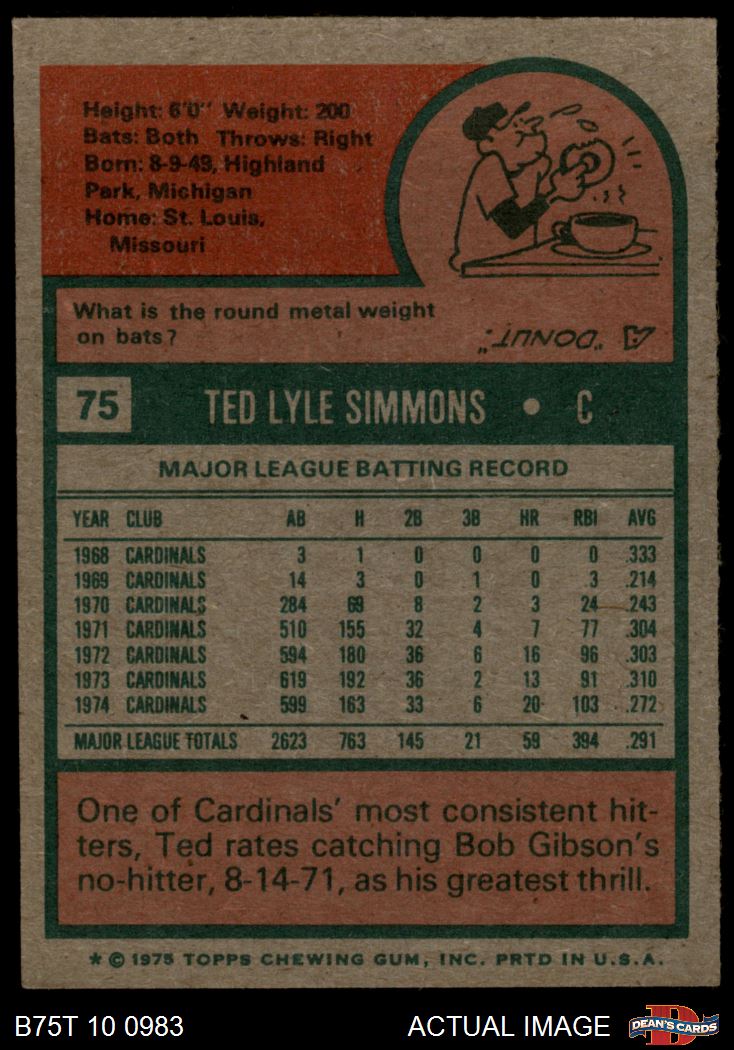 Height: 6'0" Weight: 200
Bats: Both Throws: Right
Born: 8-9-49, Highland
Park, Michigan
Home: St. Louis,
Missouri
What is the round metal weight
on bats?
A. "DONUT."
75 TED LYLE SIMMONS • C
MAJOR LEAGUE BATTING RECORD
YEAR CLUB AB H 2B 3B HR RBI AVG
1968 CARDINALS 3 1 0 0 0 0 .333
1969 CARDINALS 14 3 0 1 0 3 .214
1970 CARDINALS 284 69 8 2 3 24 .243
1971 CARDINALS 510 155 32 4 7 77 .304
1972 CARDINALS 594 180 36 6 16 96 .303
1973 CARDINALS 619 192 36 2 13 91 .310
1974 CARDINALS 599 163 33 6 20 103 .272
MAJOR LEAGUE TOTALS 2623 763 145 21 59 394 .291
One of Cardinals' most consistent hit-
ters, Ted rates catching Bob Gibson's
no-hitter, 8-14-71, as his greatest thrill.
* © 1975 TOPPS CHEWING GUM, INC. PRTD IN U.S.A.
B75T 10 0983 ACTUAL IMAGE DEAN'S CARDS